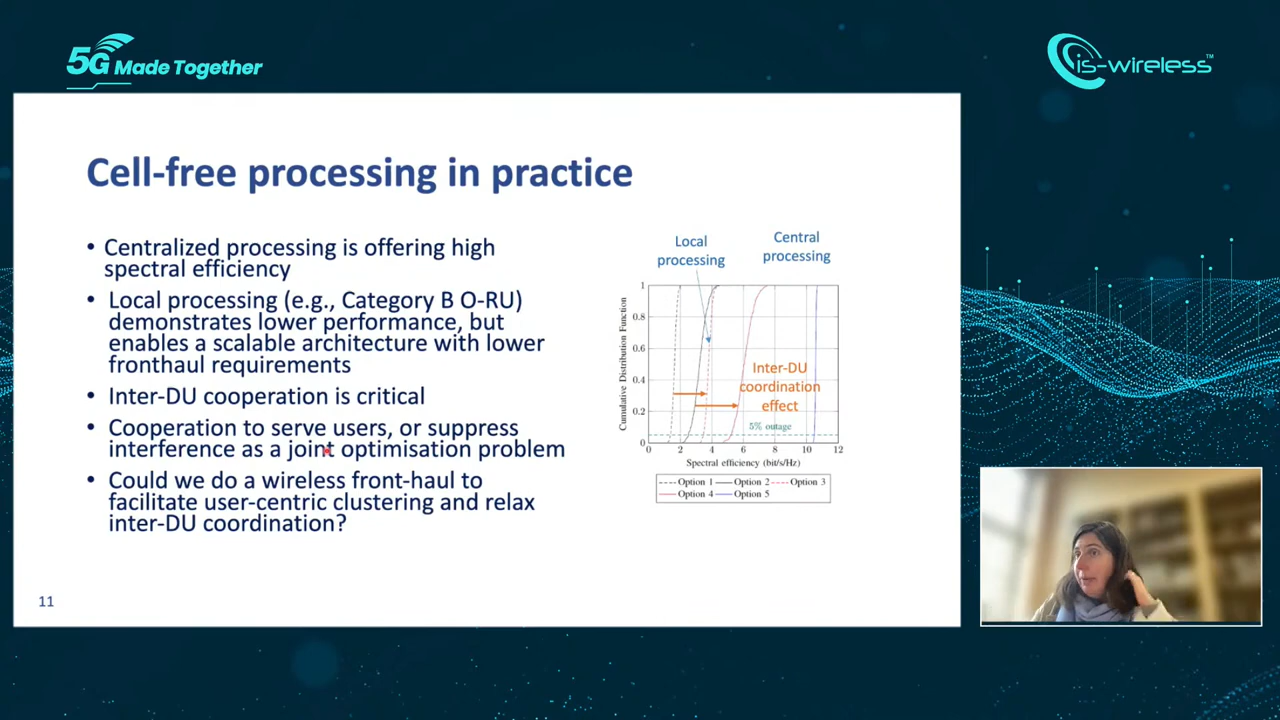 5G Made Together
is-wireless™
Cell-free processing in practice
• Centralized processing is offering high
spectral efficiency
• Local processing (e.g., Category B O-RU)
demonstrates lower performance, but
enables a scalable architecture with lower
fronthaul requirements
• Inter-DU cooperation is critical
• Cooperation to serve users, or suppress
interference as a joint optimisation problem
• Could we do a wireless front-haul to
facilitate user-centric clustering and relax
inter-DU coordination?
Local
processing
Central
processing
Cumulative Distribution Function
1
0.8
0.6
0.4
0.2
0
Inter-DU
coordination
effect
5% outage
0 2 4 6 8 10 12
Spectral efficiency (bit/s/Hz)
Option 1 Option 2 Option 3
Option 4 Option 5
11